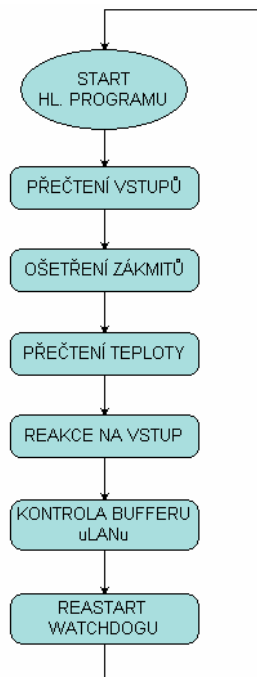 START
HL. PROGRAMU
PŘEČTENÍ VSTUPŮ
OŠETŘENÍ ZÁKMITŮ
PŘEČTENÍ TEPLOTY
REAKCE NA VSTUP
KONTROLA BUFFERU
uLANu
REASTART
WATCHDOGU